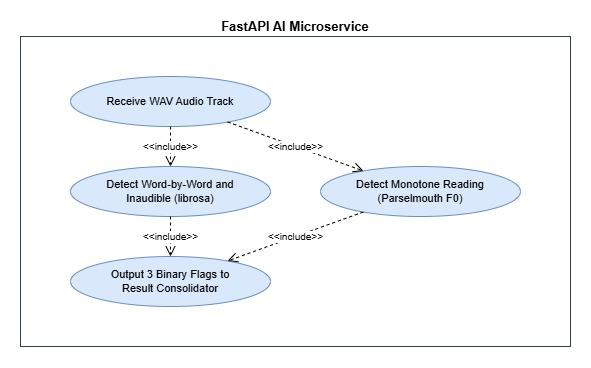 FastAPI AI Microservice
Receive WAV Audio Track
<<include>>
<<include>>
Detect Word-by-Word and
Inaudible (librosa)
Detect Monotone Reading
(Parselmouth F0)
<<include>>
<<include>>
Output 3 Binary Flags to
Result Consolidator